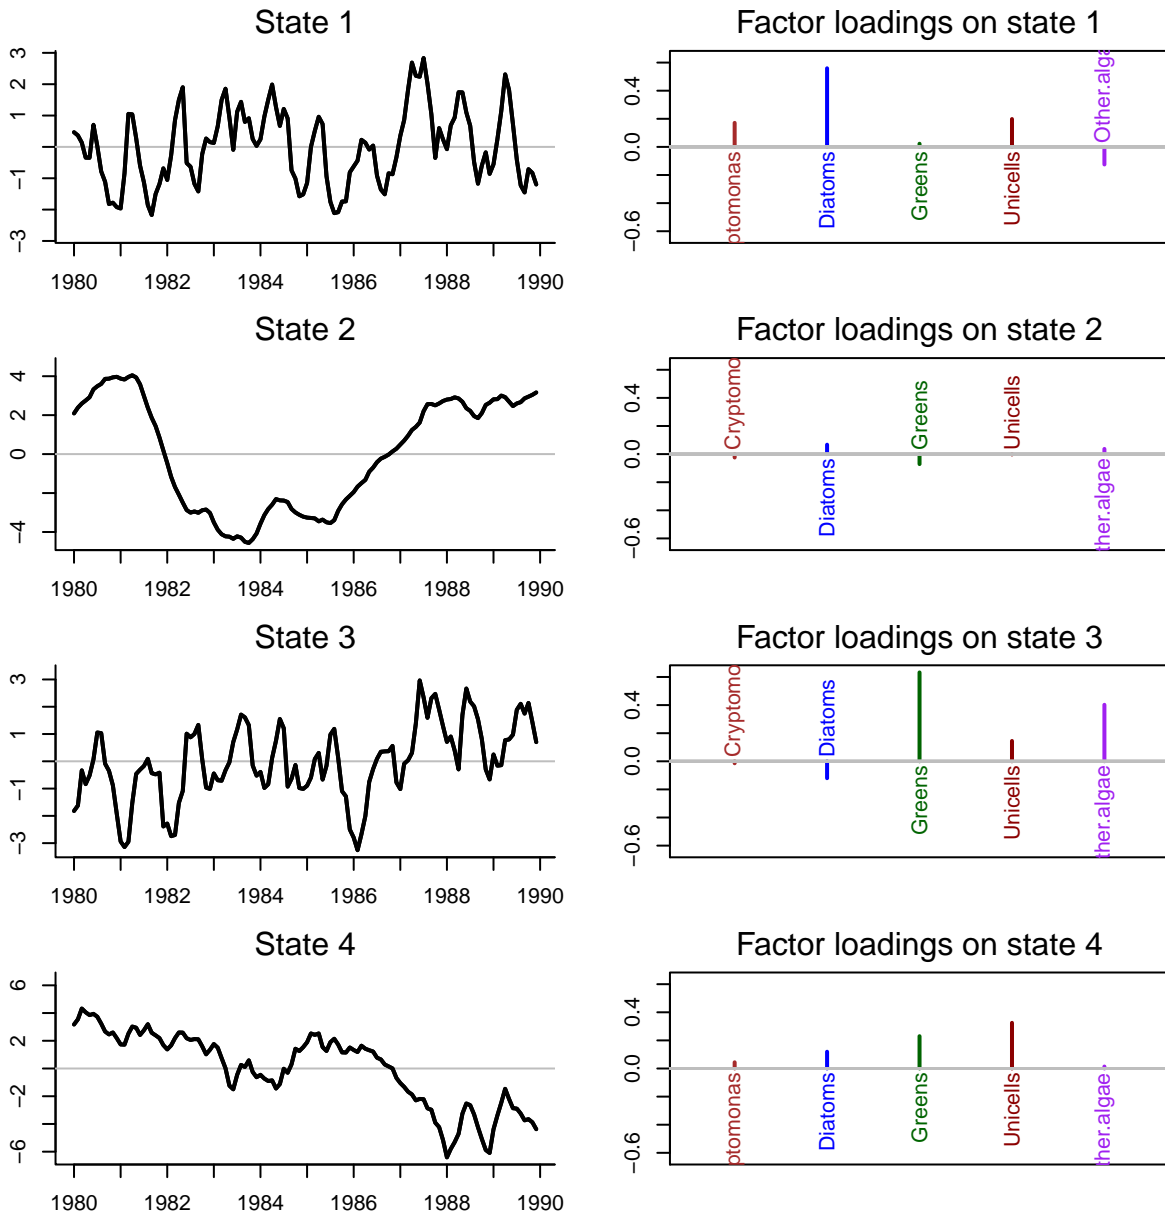 State 1
3
2
1
−1
−3
1980 1982 1984 1986 1988 1990
Factor loadings on state 1
0.4
0.0
−0.6
ptomonas
Diatoms
Greens
Unicells
Other.alga
State 2
4
2
0
−4
1980 1982 1984 1986 1988 1990
Factor loadings on state 2
0.4
0.0
−0.6
Cryptomo
Diatoms
Greens
Unicells
ther.algae
State 3
3
1
−1
−3
1980 1982 1984 1986 1988 1990
Factor loadings on state 3
0.4
0.0
−0.6
Cryptomo
Diatoms
Greens
Unicells
ther.algae
State 4
6
2
−2
−6
1980 1982 1984 1986 1988 1990
Factor loadings on state 4
0.4
0.0
−0.6
ptomonas
Diatoms
Greens
Unicells
ther.algae